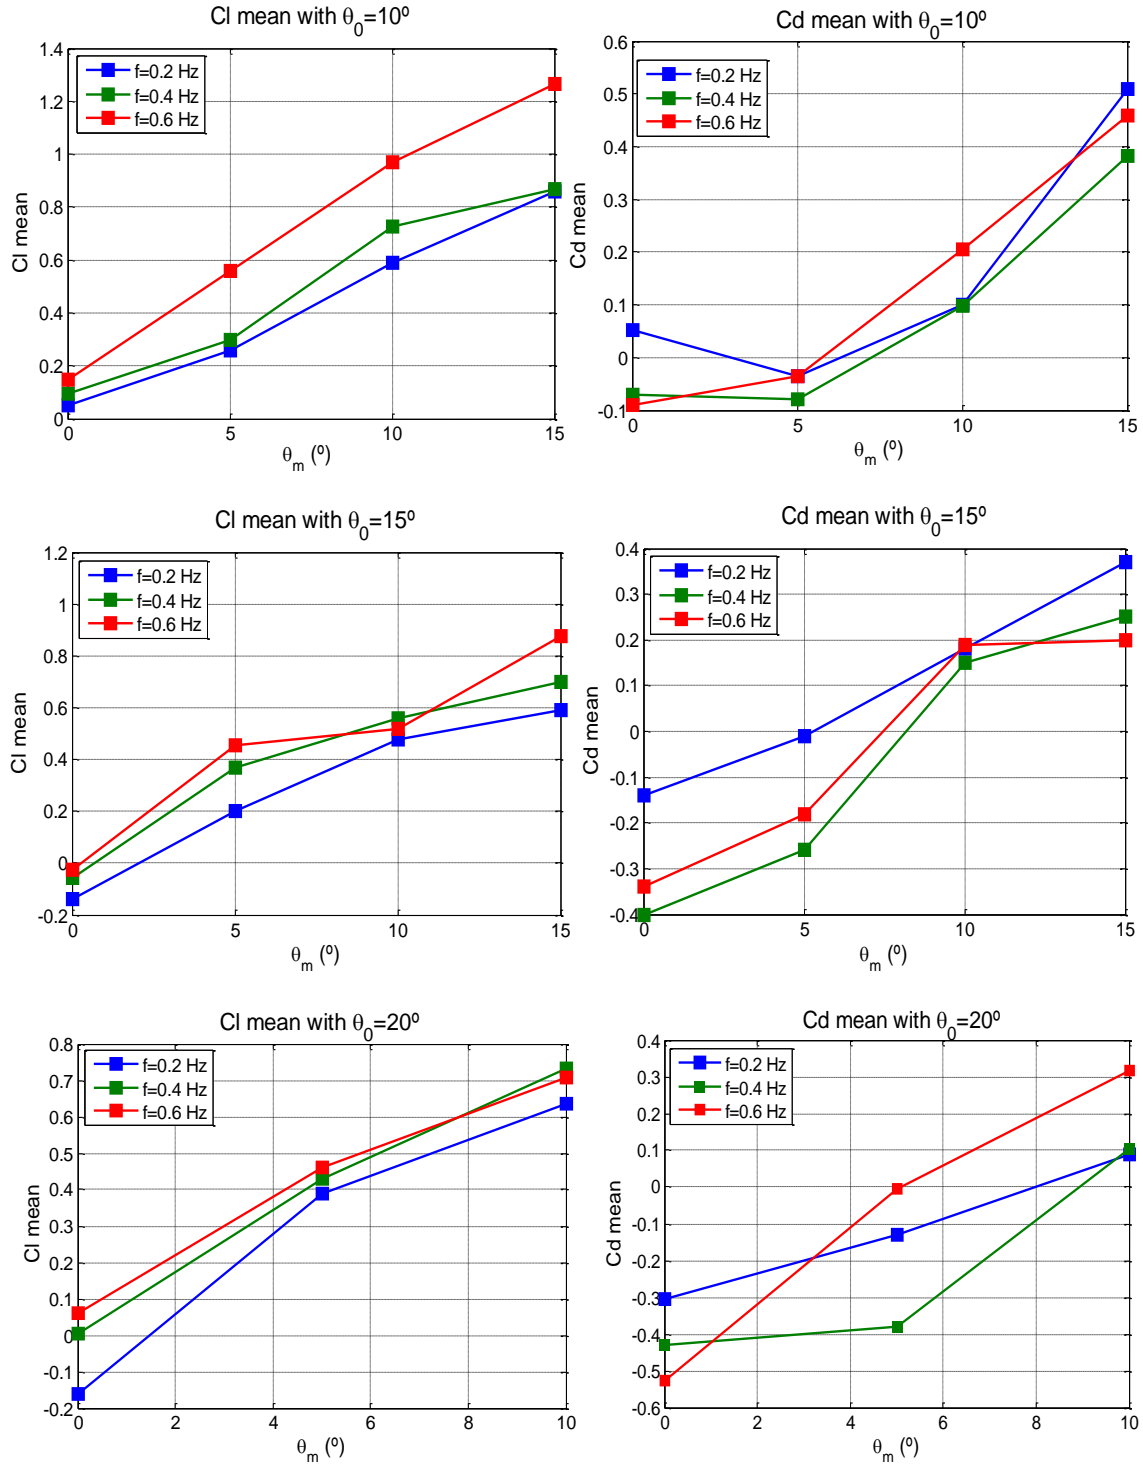 Cl mean with θ0=10º
1.4
1.2
1
0.8
0.6
0.4
0.2
0
f=0.2 Hz
f=0.4 Hz
f=0.6 Hz
Cl mean
0 5 10 15
θm (º)
Cd mean with θ0=10º
0.6
0.5
0.4
0.3
0.2
0.1
0
-0.1
f=0.2 Hz
f=0.4 Hz
f=0.6 Hz
Cd mean
0 5 10 15
θm (º)
Cl mean with θ0=15º
1.2
1
0.8
0.6
0.4
0.2
0
-0.2
f=0.2 Hz
f=0.4 Hz
f=0.6 Hz
Cl mean
0 5 10 15
θm (º)
Cd mean with θ0=15º
0.4
0.3
0.2
0.1
0
-0.1
-0.2
-0.3
-0.4
f=0.2 Hz
f=0.4 Hz
f=0.6 Hz
Cd mean
0 5 10 15
θm (º)
Cl mean with θ0=20º
0.8
0.7
0.6
0.5
0.4
0.3
0.2
0.1
0
-0.1
-0.2
f=0.2 Hz
f=0.4 Hz
f=0.6 Hz
Cl mean
0 2 4 6 8 10
θm (º)
Cd mean with θ0=20º
0.4
0.3
0.2
0.1
0
-0.1
-0.2
-0.3
-0.4
-0.5
-0.6
f=0.2 Hz
f=0.4 Hz
f=0.6 Hz
Cd mean
0 2 4 6 8 10
θm (º)